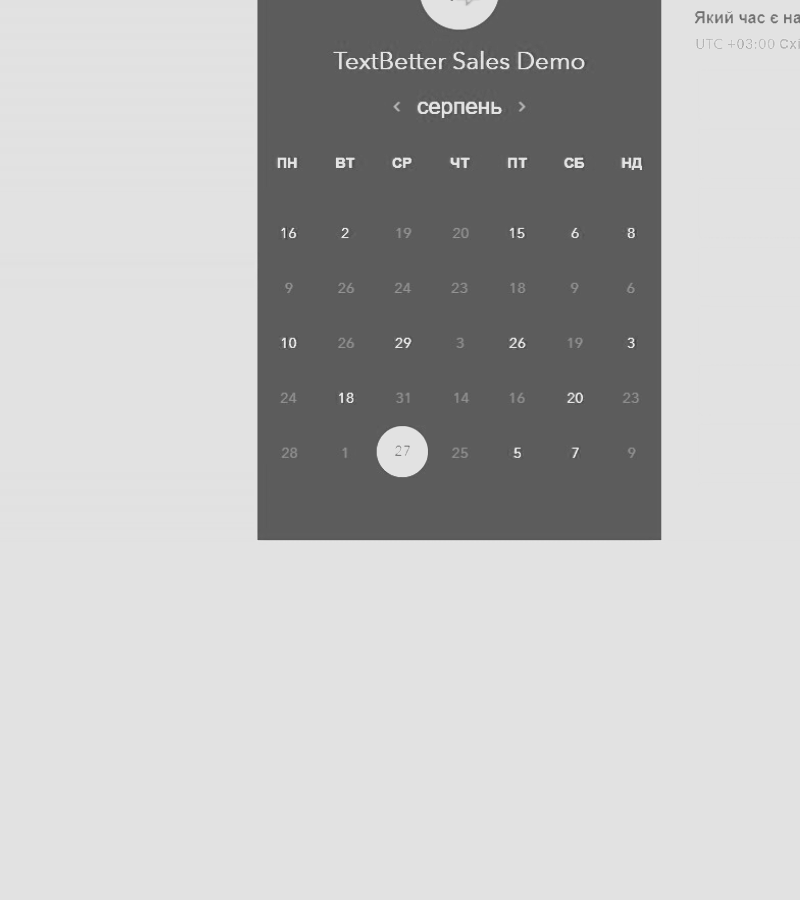 Який час є на
UTC +03:00
TextBetter Sales Demo
серпень
ПН ВТ СР ЧТ ПТ СБ НД
16 2 19 20 15 6 8
9 26 24 23 18 9 6
10 26 29 3 26 19 3
24 18 31 14 16 20 23
28 1 27 25 5 7 9